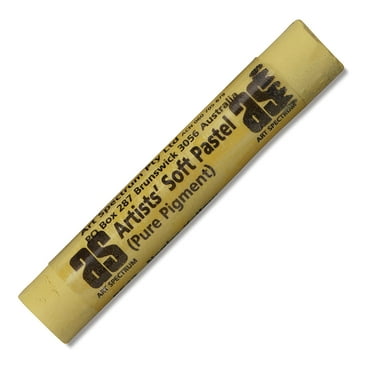 Art Spectrum Pty Ltd
PO Box 287 Brunswick 3056 Australia
as Artists' Soft Pastel as
(Pure Pigment)
ART SPECTRUM
ART SPECTRUM